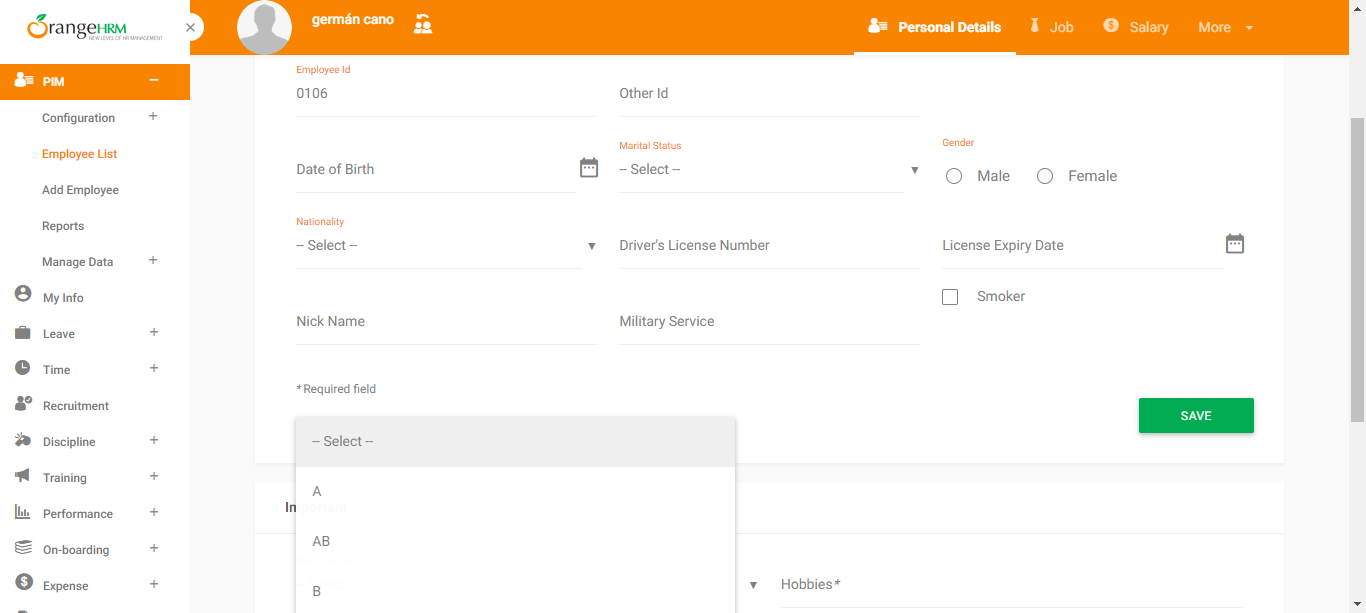 OrangeHRM
NEW LEVEL OF HR MANAGEMENT
germán cano
Personal Details
Job
Salary
More
PIM
Configuration
Employee List
Add Employee
Reports
Manage Data
My Info
Leave
Time
Recruitment
Discipline
Training
Performance
On-boarding
Expense
Employee Id
0106
Other Id
Date of Birth
Marital Status
-- Select --
Gender
Male
Female
Nationality
-- Select --
Driver's License Number
License Expiry Date
Smoker
Nick Name
Military Service
* Required field
SAVE
-- Select --
A
Important
AB
B
Hobbies*